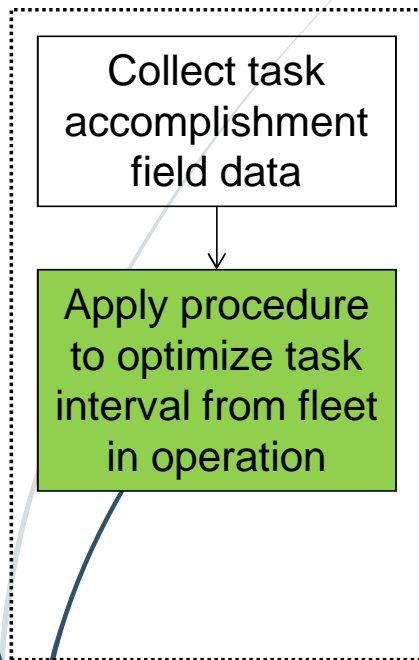 Collect task
accomplishment
field data
Apply procedure
to optimize task
interval from fleet
in operation